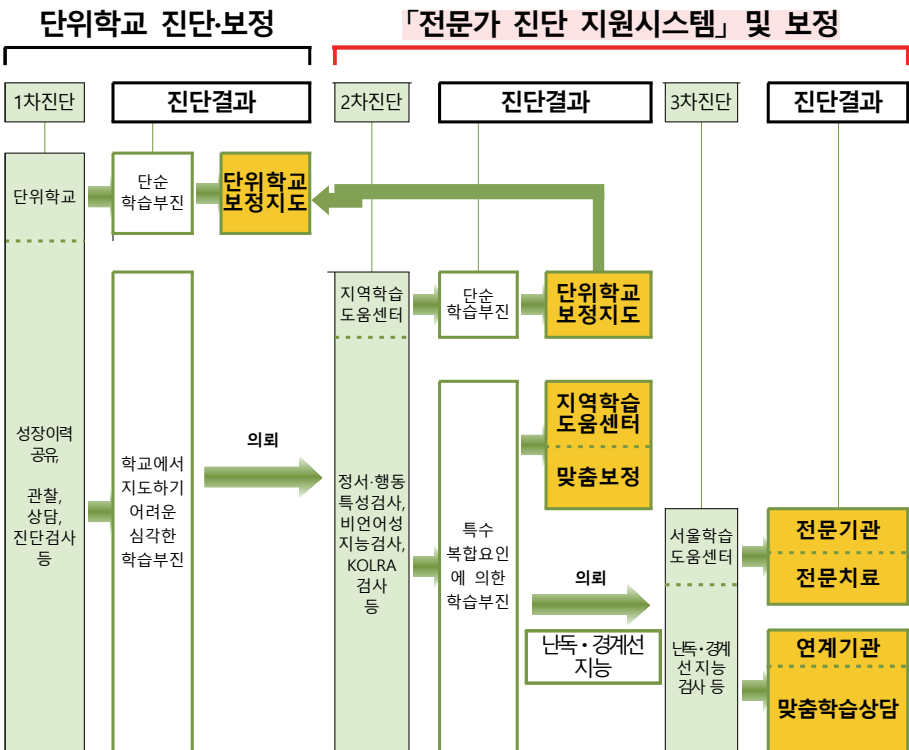 단위학교 진단·보정
「전문가 진단 지원시스템」 및 보정
1차진단
진단결과
2차진단
진단결과
3차진단
진단결과
단위학교
단순
학습부진
단위학교
보정지도
지역학습
도움센터
단순
학습부진
단위학교
보정지도
성장이력
공유,
관찰,
상담,
진단검사
등
학교에서
지도하기
어려운
심각한
학습부진
의뢰
정서·행동
특성검사,
비언어성
지능검사,
KOLRA
검사
등
특수
복합요인
에 의한
학습부진
지역학습
도움센터
맞춤보정
의뢰
난독·경계선
지능
서울학습
도움센터
난독·경계
선 지능
검사 등
전문기관
전문치료
연계기관
맞춤학습상담